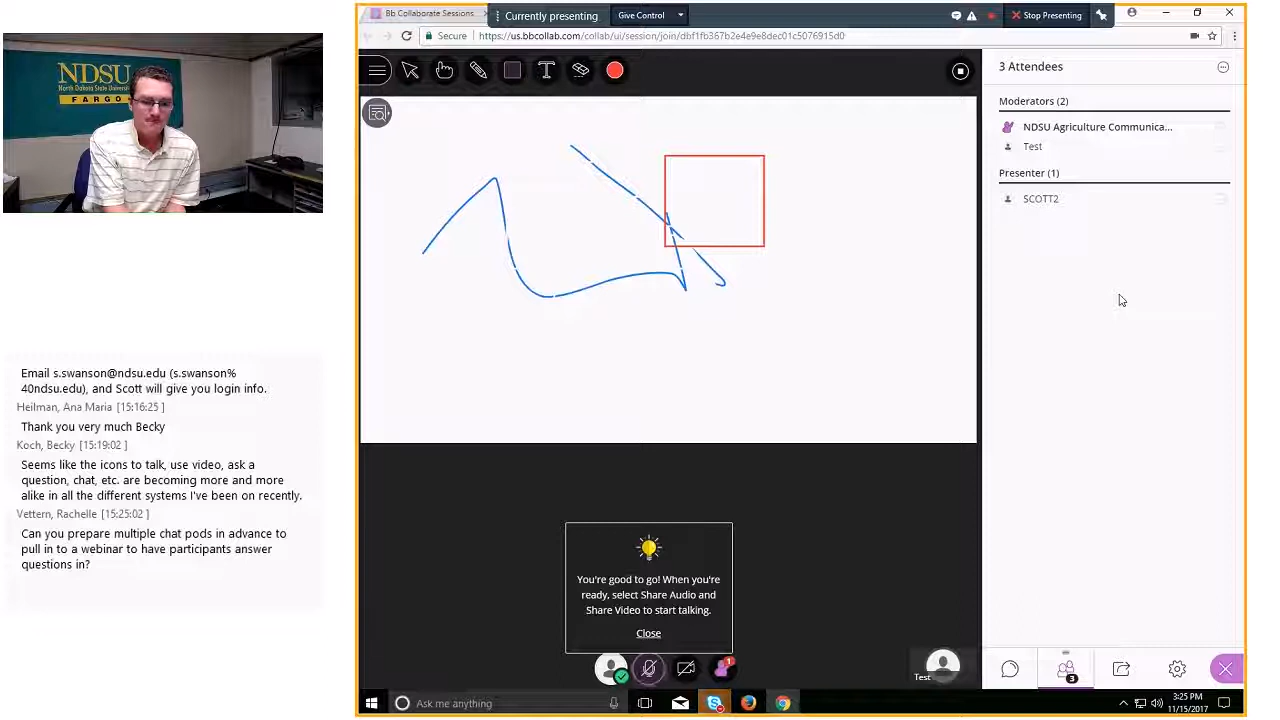 NDSU
North Dakota State University
FARGO
Email s.swanson@ndsu.edu (s.swanson%
40ndsu.edu), and Scott will give you login info.
Heilman, Ana Maria [15:16:25 ]
Thank you very much Becky
Koch, Becky [15:19:02 ]
Seems like the icons to talk, use video, ask a
question, chat, etc. are becoming more and more
alike in all the different systems I've been on recently.
Vettern, Rachelle [15:25:02 ]
Can you prepare multiple chat pods in advance to
pull in to a webinar to have participants answer
questions in?
Bb Collaborate Sessions
Currently presenting
Give Control
Stop Presenting
Secure
https://us.bbcollab.com/collab/ui/session/join/dbf1fb367b2e4e9e8dec01c5076915d0
3 Attendees
Moderators (2)
NDSU Agriculture Communica...
Test
Presenter (1)
SCOTT2
You're good to go! When you're
ready, select Share Audio and
Share Video to start talking.
Close
1
Test
3
Ask me anything
3:25 PM
11/15/2017